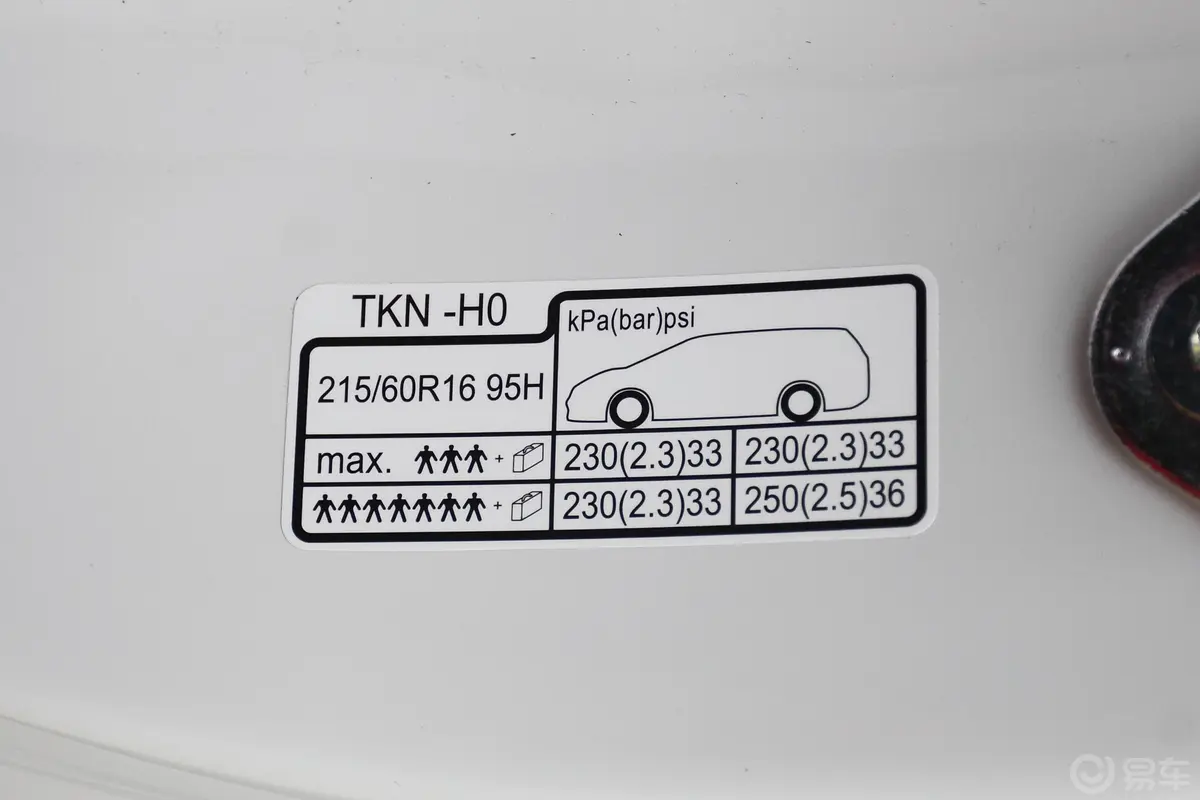 TKN -H0
kPa(bar)psi
215/60R16 95H
max. + 230(2.3)33 230(2.3)33
+ 230(2.3)33 250(2.5)36
易车